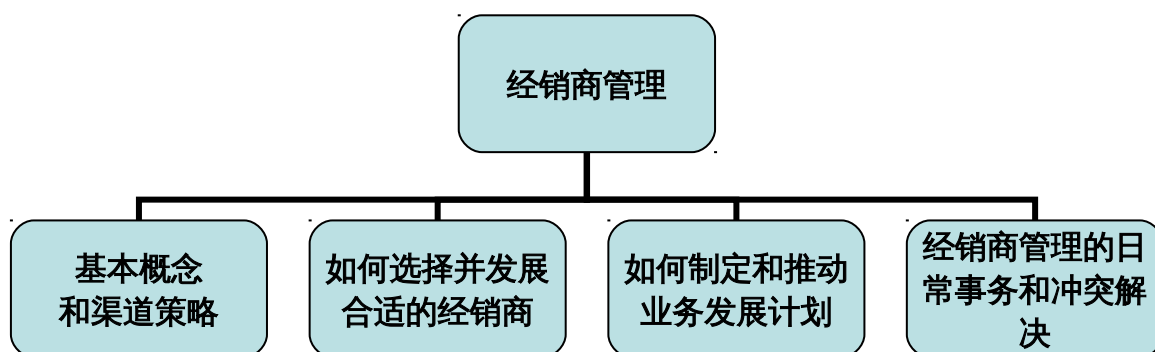 经销商管理
基本概念
和渠道策略
如何选择并发展
合适的经销商
如何制定和推动
业务发展计划
经销商管理的日
常事务和冲突解
决